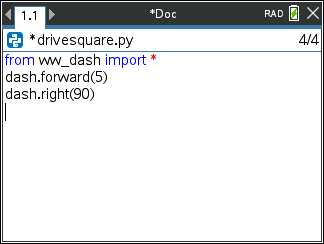 1.1 *Doc RAD
*drivesquare.py 4/4
from ww_dash import *
dash.forward(5)
dash.right(90)